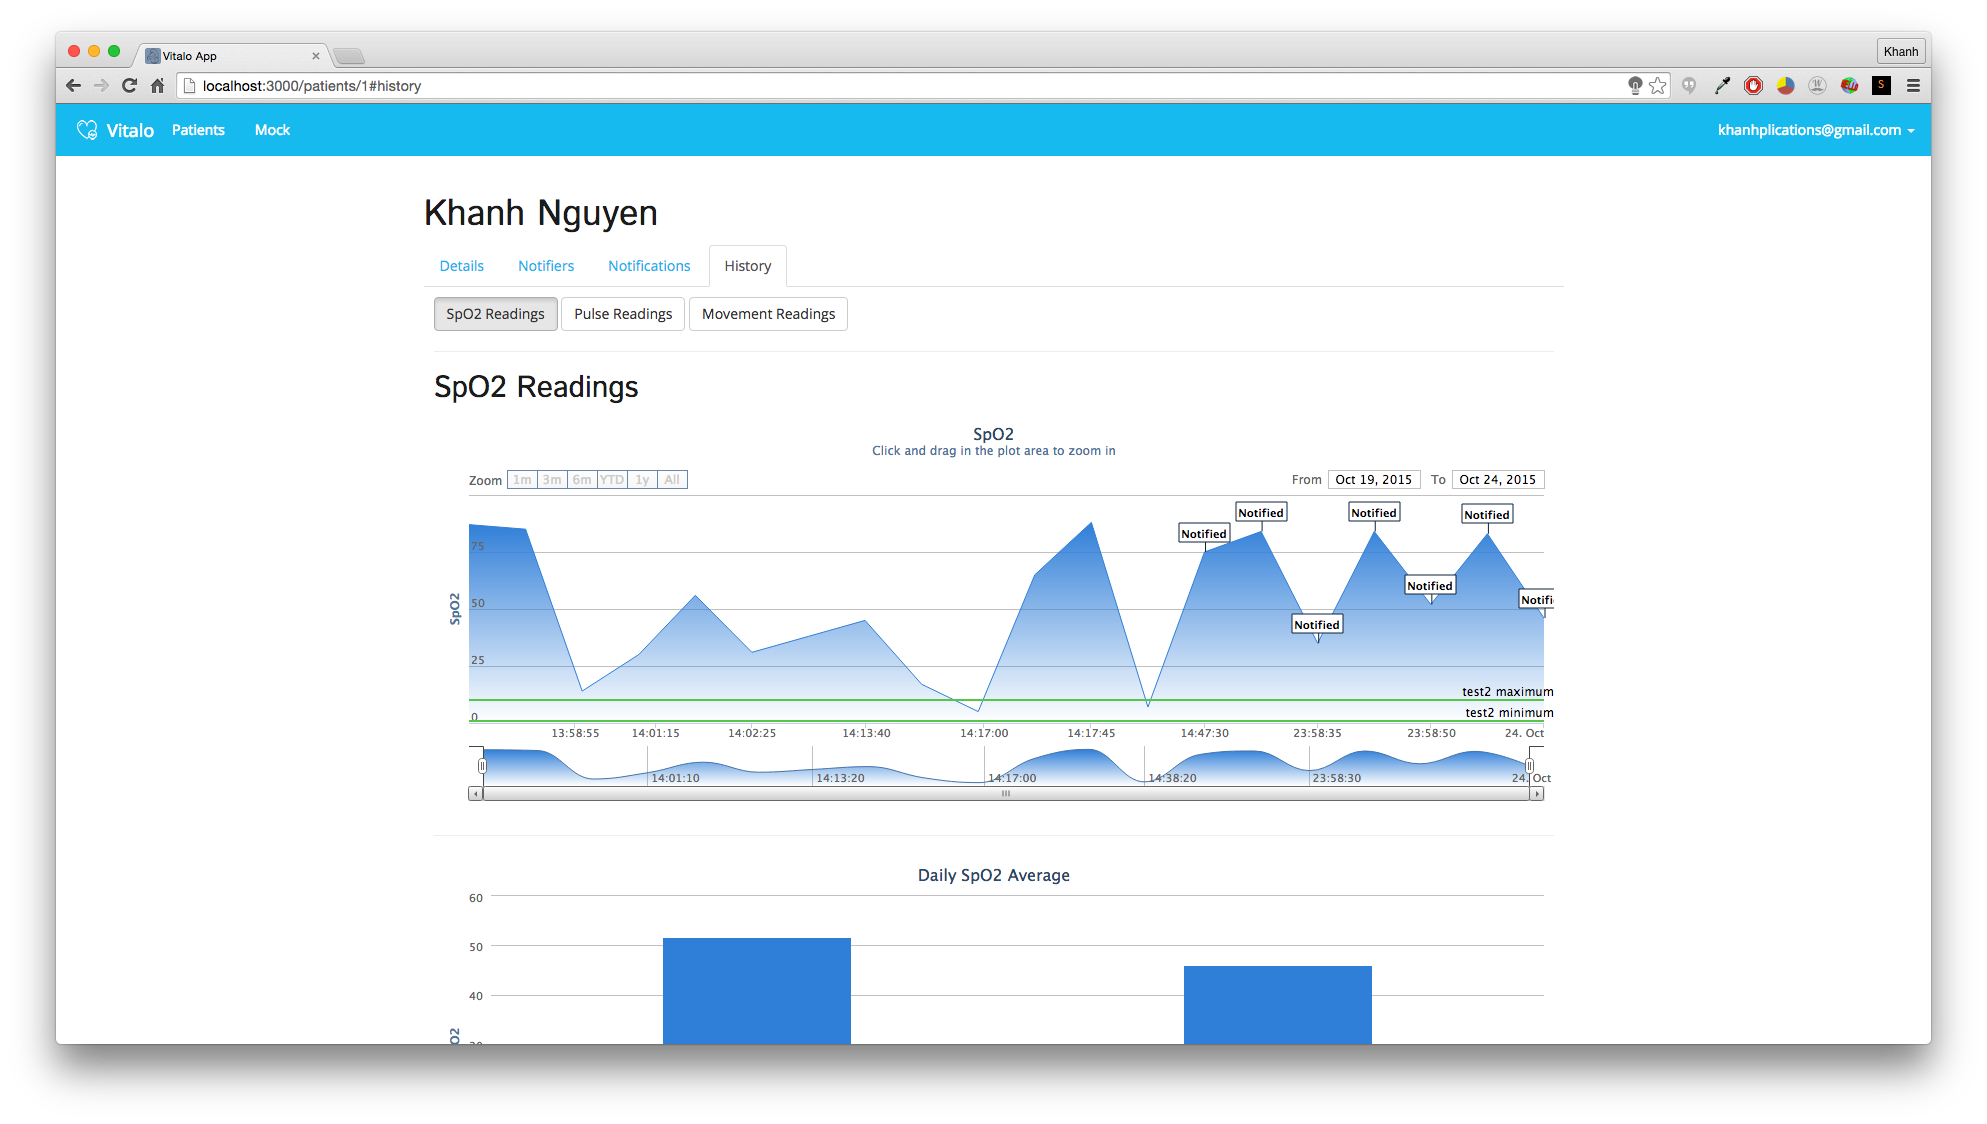 Vitalo App
Khanh
localhost:3000/patients/1#history
Vitalo Patients Mock khanhplications@gmail.com
Khanh Nguyen
Details Notifiers Notifications History
SpO2 Readings Pulse Readings Movement Readings
SpO2 Readings
SpO2
Click and drag in the plot area to zoom in
Zoom 1m 3m 6m YTD 1y All From Oct 19, 2015 To Oct 24, 2015
Notified Notified Notified
Notified
75
Notified
50
Notifi
Notified
SpO2
25
test2 maximum
test2 minimum
0
13:58:55 14:01:15 14:02:25 14:13:40 14:17:00 14:17:45 14:47:30 23:58:35 23:58:50 24. Oct
14:01:10 14:13:20 14:17:00 14:38:20 23:58:30 24. Oct
Daily SpO2 Average
60
50
40